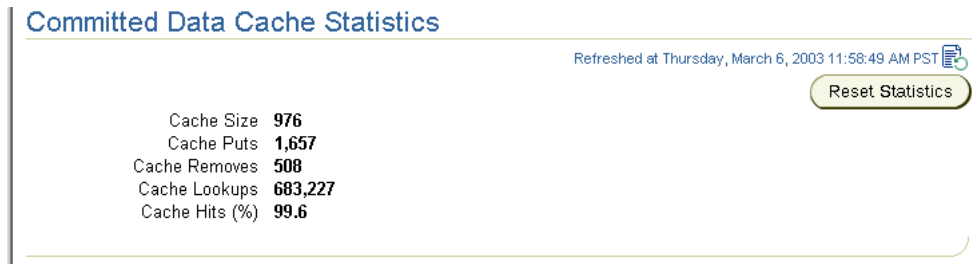 Committed Data Cache Statistics
Refreshed at Thursday, March 6, 2003 11:58:49 AM PST
Reset Statistics
Cache Size 976
Cache Puts 1,657
Cache Removes 508
Cache Lookups 683,227
Cache Hits (%) 99.6